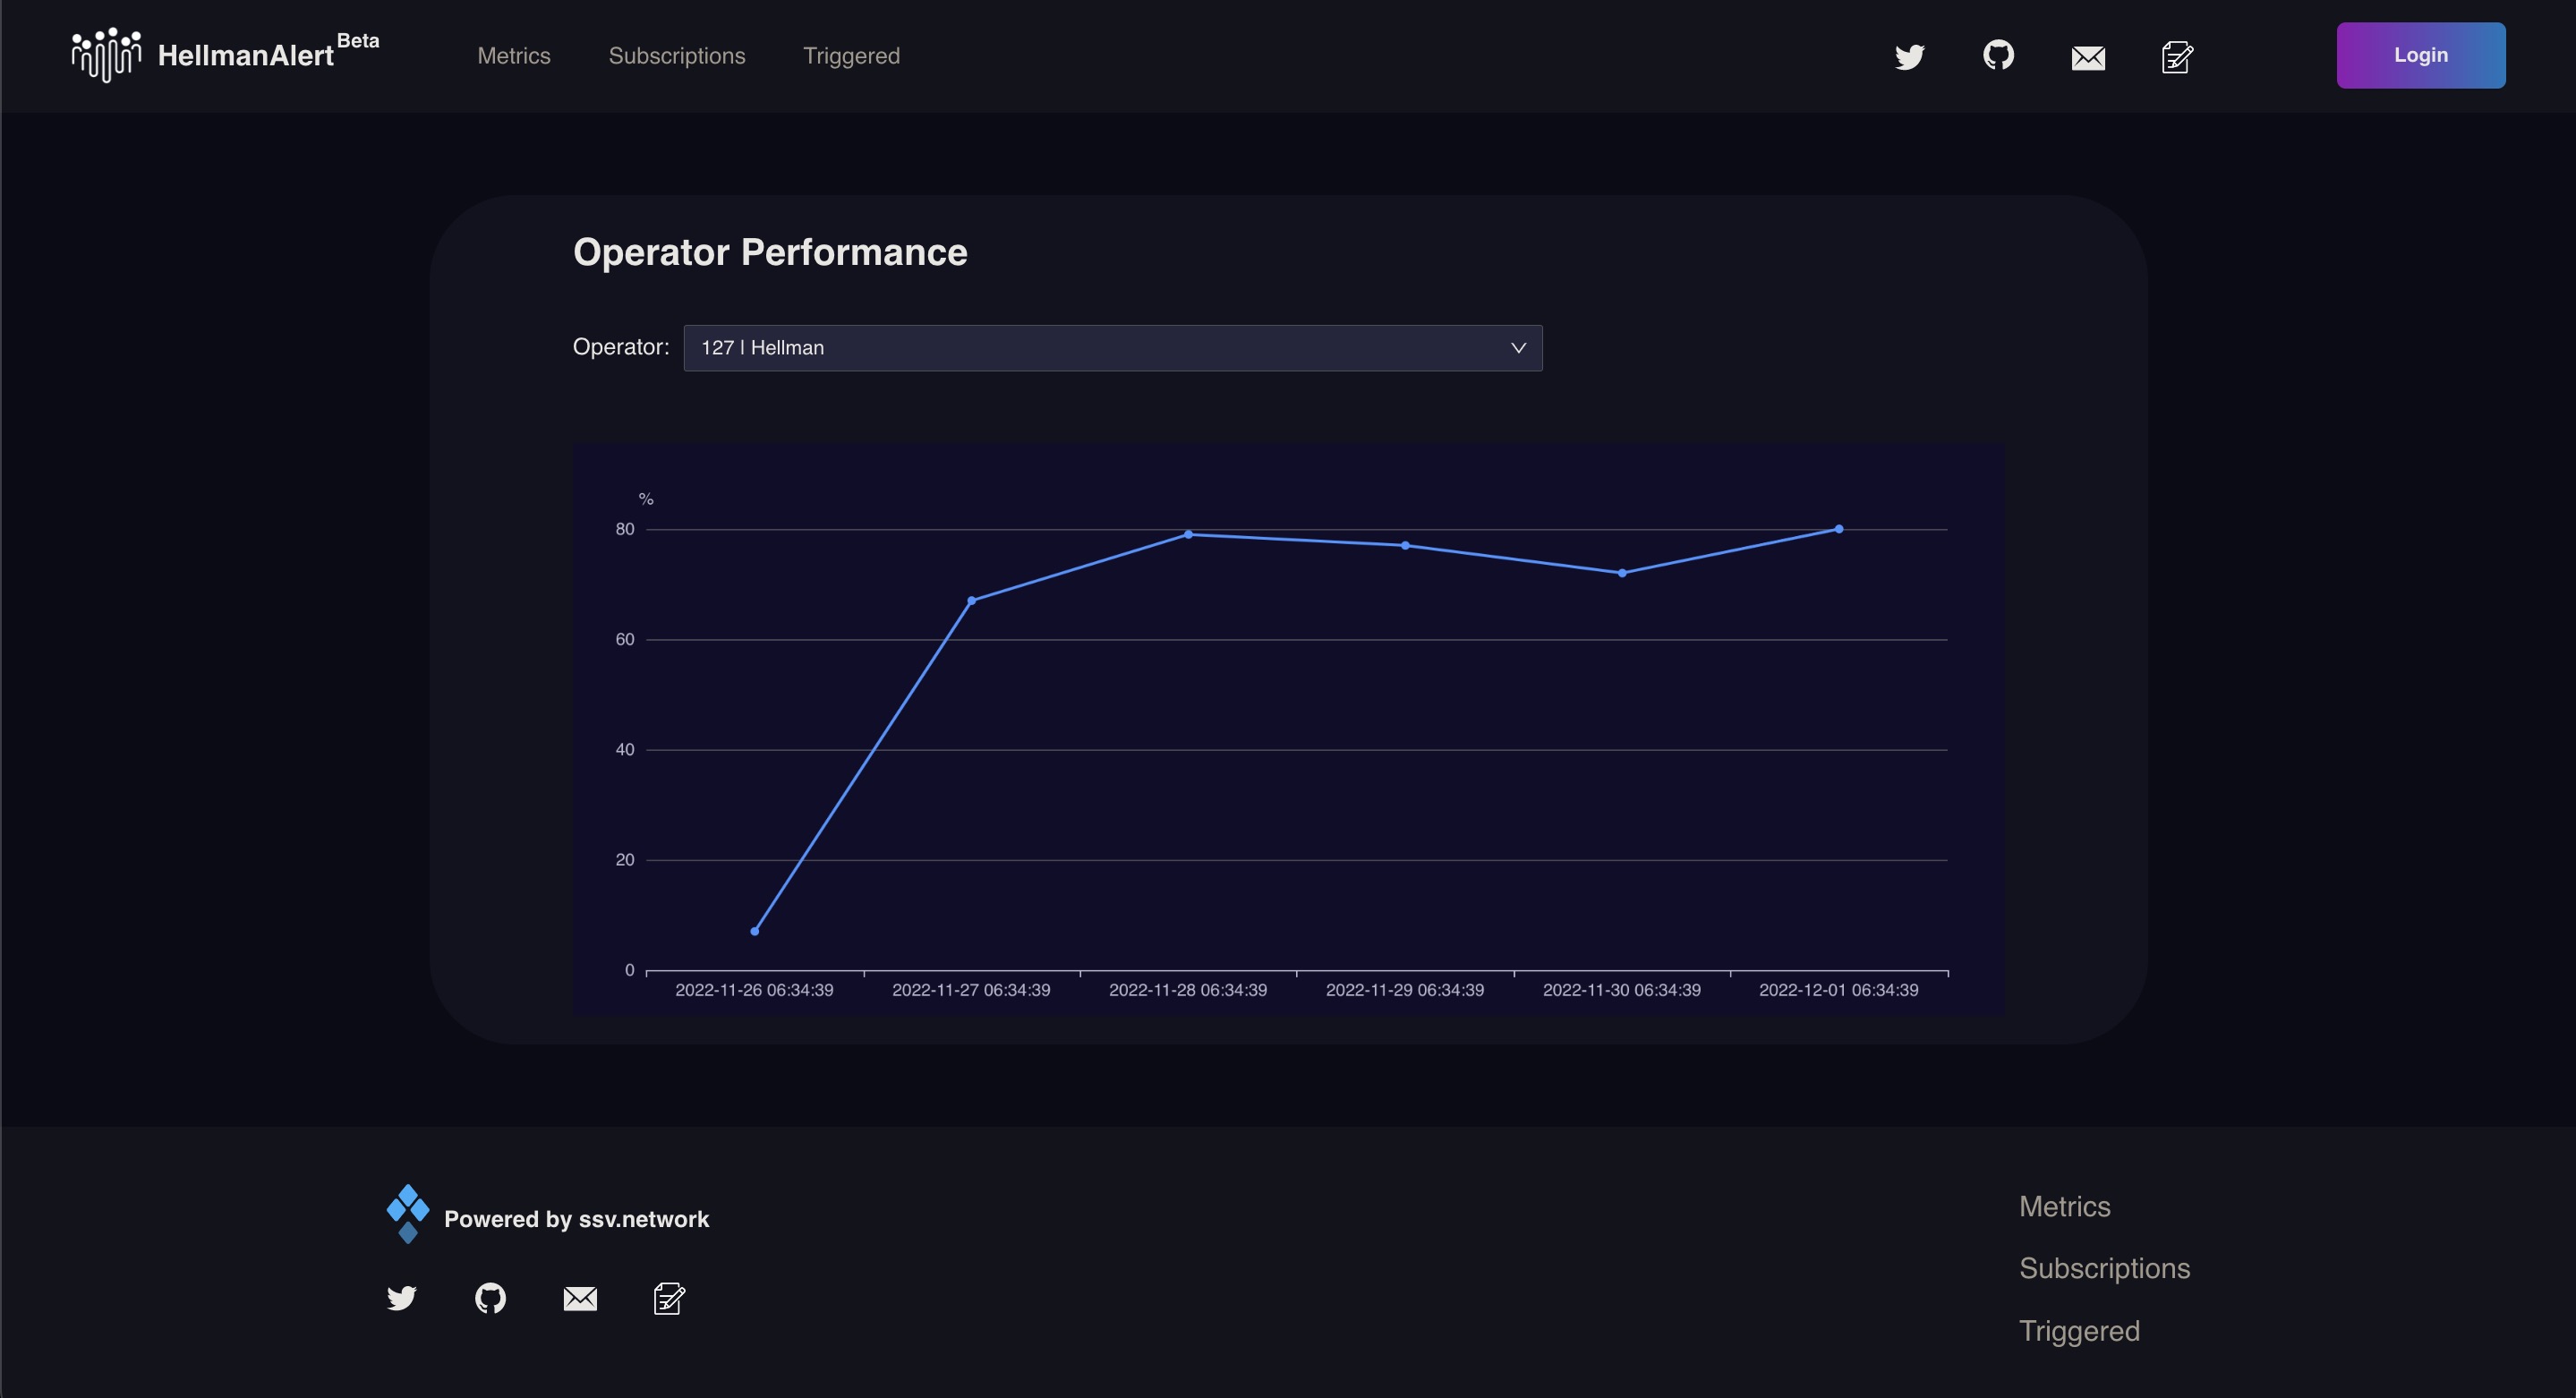 HellmanAlert Beta
Metrics
Subscriptions
Triggered
Login
Operator Performance
Operator:
127 | Hellman
%
80
60
40
20
0
2022-11-26 06:34:39
2022-11-27 06:34:39
2022-11-28 06:34:39
2022-11-29 06:34:39
2022-11-30 06:34:39
2022-12-01 06:34:39
Powered by ssv.network
Metrics
Subscriptions
Triggered